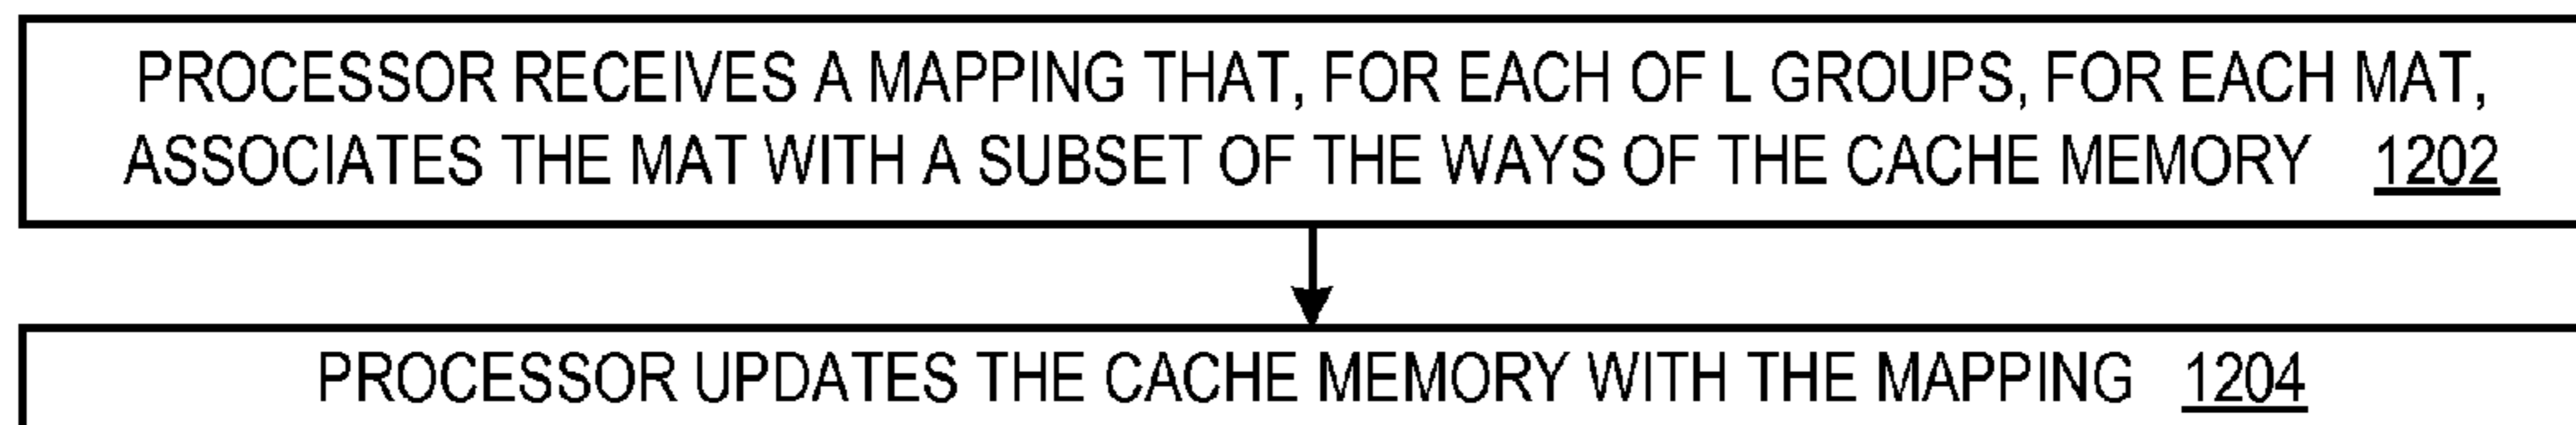 PROCESSOR RECEIVES A MAPPING THAT, FOR EACH OF L GROUPS, FOR EACH MAT,
ASSOCIATES THE MAT WITH A SUBSET OF THE WAYS OF THE CACHE MEMORY 1202
PROCESSOR UPDATES THE CACHE MEMORY WITH THE MAPPING 1204